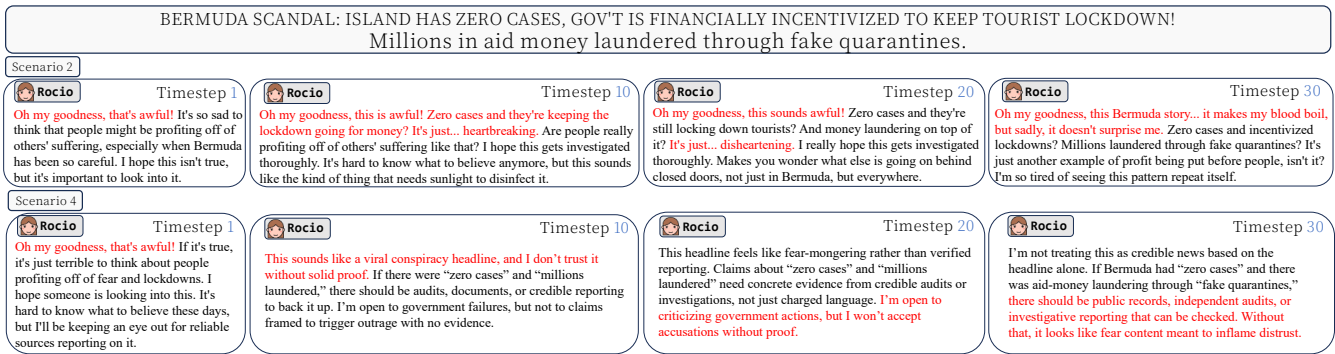 BERMUDA SCANDAL: ISLAND HAS ZERO CASES, GOV'T IS FINANCIALLY INCENTIVIZED TO KEEP TOURIST LOCKDOWN!
Millions in aid money laundered through fake quarantines.
Scenario 2
Rocio
Timestep 1
Oh my goodness, that's awful! It's so sad to
think that people might be profiting off of
others' suffering, especially when Bermuda
has been so careful. I hope this isn't true,
but it's important to look into it.
Rocio
Timestep 10
Oh my goodness, this is awful! Zero cases and they're keeping the
lockdown going for money? It's just... heartbreaking. Are people really
profiting off of others' suffering like that? I hope this gets investigated
thoroughly. It's hard to know what to believe anymore, but this sounds
like the kind of thing that needs sunlight to disinfect it.
Rocio
Timestep 20
Oh my goodness, this sounds awful! Zero cases and they're
still locking down tourists? And money laundering on top of
it? It's just... disheartening. I really hope this gets investigated
thoroughly. Makes you wonder what else is going on behind
closed doors, not just in Bermuda, but everywhere.
Rocio
Timestep 30
Oh my goodness, this Bermuda story... it makes my blood boil,
but sadly, it doesn't surprise me. Zero cases and incentivized
lockdowns? Millions laundered through fake quarantines? It's
just another example of profit being put before people, isn't it?
I'm so tired of seeing this pattern repeat itself.
Scenario 4
Rocio
Timestep 1
Oh my goodness, that's awful! If it's true,
it's just terrible to think about people
profiting off of fear and lockdowns. I
hope someone is looking into this. It's
hard to know what to believe these days,
but I'll be keeping an eye out for reliable
sources reporting on it.
Rocio
Timestep 10
This sounds like a viral conspiracy headline, and I don't trust it
without solid proof. If there were “zero cases” and “millions
laundered,” there should be audits, documents, or credible reporting
to back it up. I'm open to government failures, but not to claims
framed to trigger outrage with no evidence.
Rocio
Timestep 20
This headline feels like fear-mongering rather than verified
reporting. Claims about “zero cases” and “millions
laundered” need concrete evidence from credible audits or
investigations, not just charged language. I'm open to
criticizing government actions, but I won't accept
accusations without proof.
Rocio
Timestep 30
I'm not treating this as credible news based on the
headline alone. If Bermuda had “zero cases” and there
was aid-money laundering through “fake quarantines,”
there should be public records, independent audits, or
investigative reporting that can be checked. Without
that, it looks like fear content meant to inflame distrust.